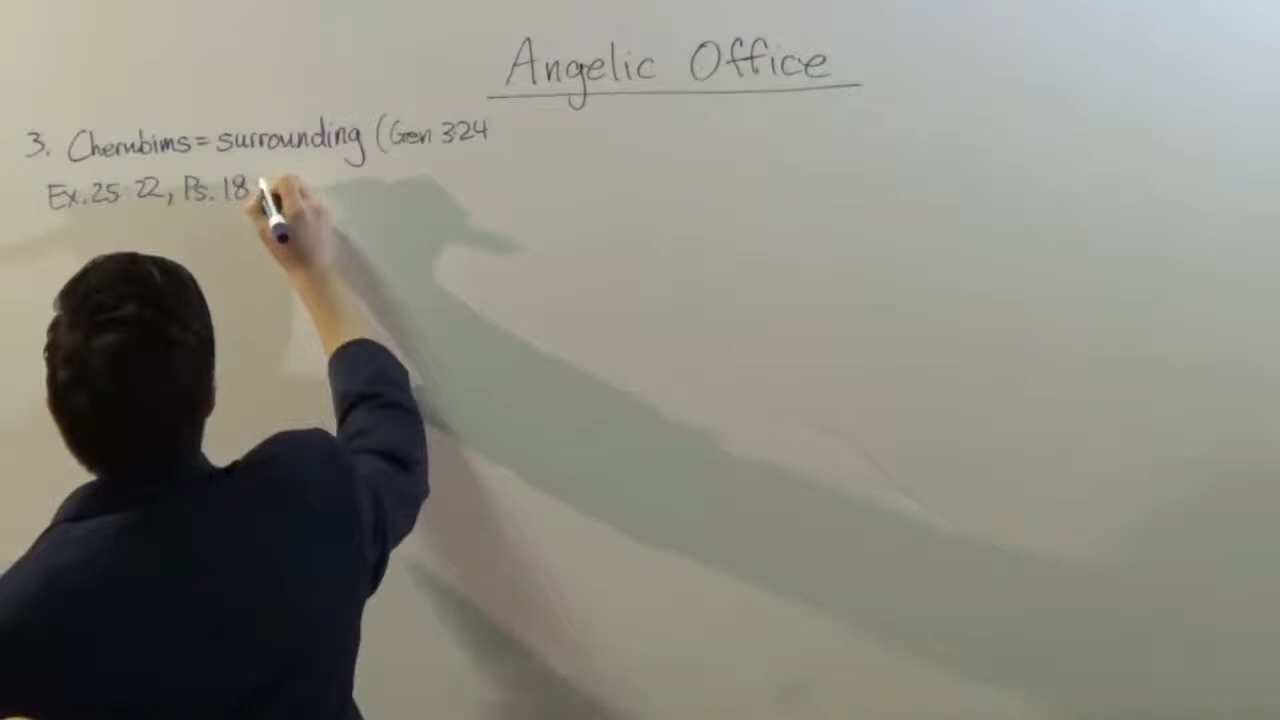 Angelic Office
3. Cherubims = surrounding (Gen 3:24
Ex. 25:22, Ps. 18